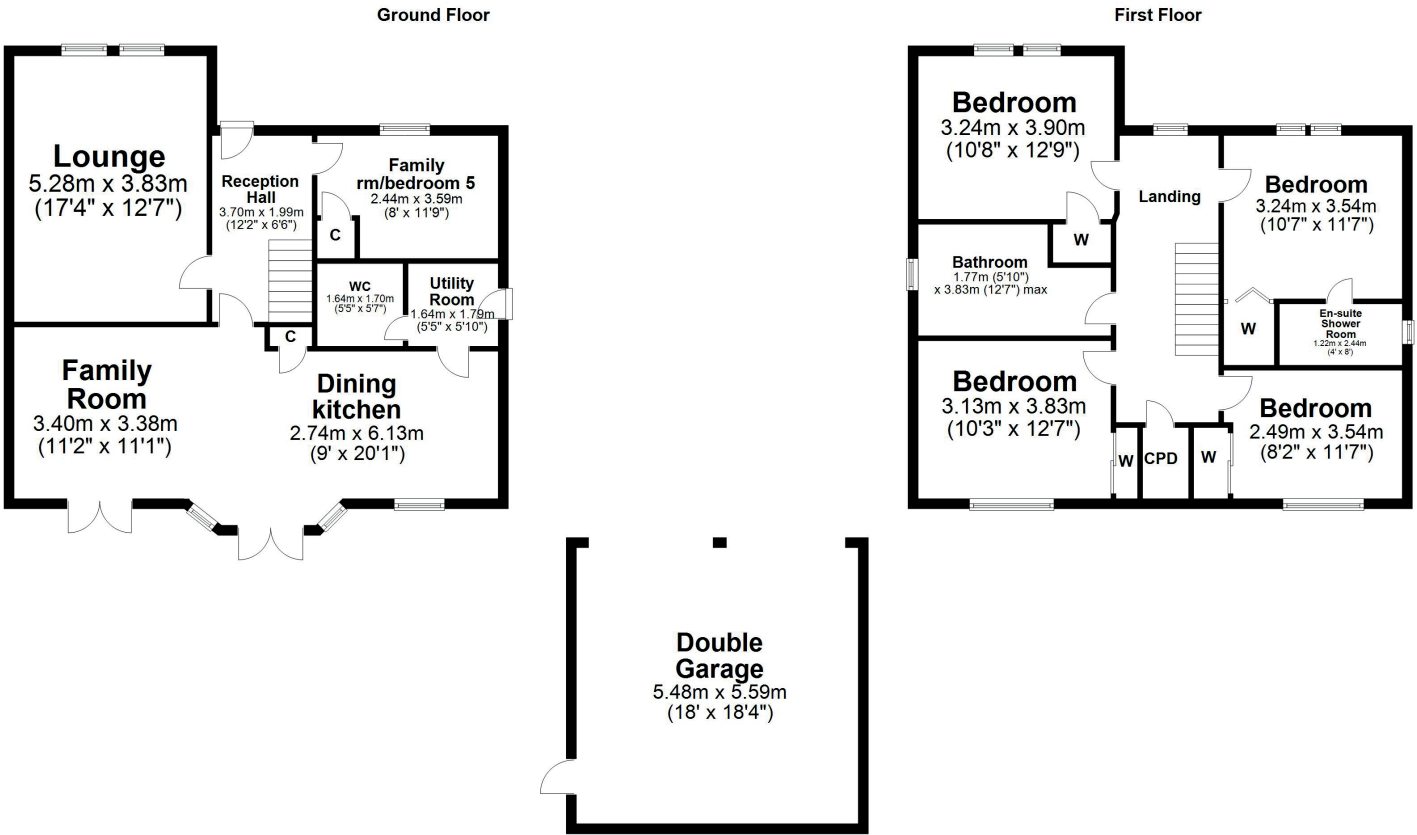 Ground Floor
Lounge
5.28m x 3.83m
(17'4" x 12'7")
Reception
Hall
3.70m x 1.99m
(12'2" x 6'6")
Family
rm/bedroom 5
2.44m x 3.59m
(8' x 11'9")
C
WC
1.64m x 1.70m
(5'5" x 5'7")
Utility
Room
1.64m x 1.79m
(5'5" x 5'10")
C
Family
Room
3.40m x 3.38m
(11'2" x 11'1")
Dining
kitchen
2.74m x 6.13m
(9' x 20'1")
First Floor
Bedroom
3.24m x 3.90m
(10'8" x 12'9")
Landing
Bedroom
3.24m x 3.54m
(10'7" x 11'7")
W
Bathroom
1.77m (5'10")
x 3.83m (12'7") max
W
En-suite
Shower
Room
1.22m x 2.44m
(4' x 8')
Bedroom
3.13m x 3.83m
(10'3" x 12'7")
Bedroom
2.49m x 3.54m
(8'2" x 11'7")
W
CPD
W
Double
Garage
5.48m x 5.59m
(18' x 18'4")